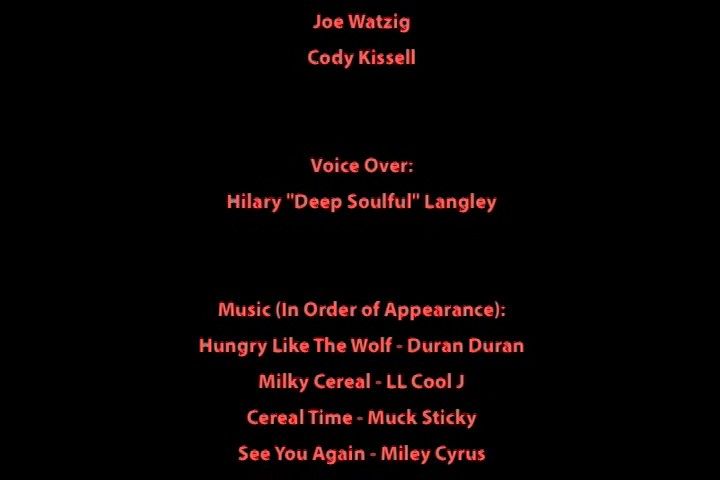 Joe Watzig
Cody Kissell
Voice Over:
Hilary "Deep Soulful" Langley
Music (In Order of Appearance):
Hungry Like The Wolf - Duran Duran
Milky Cereal - LL Cool J
Cereal Time - Muck Sticky
See You Again - Miley Cyrus